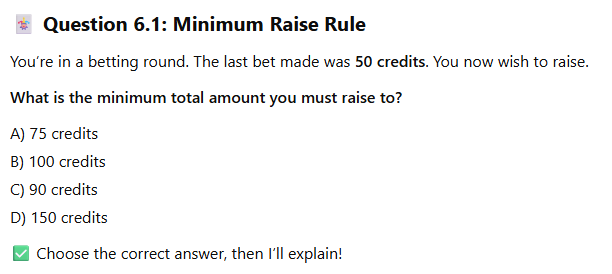 🃏 Question 6.1: Minimum Raise Rule
You're in a betting round. The last bet made was 50 credits. You now wish to raise.
What is the minimum total amount you must raise to?
A) 75 credits
B) 100 credits
C) 90 credits
D) 150 credits
✅ Choose the correct answer, then I'll explain!